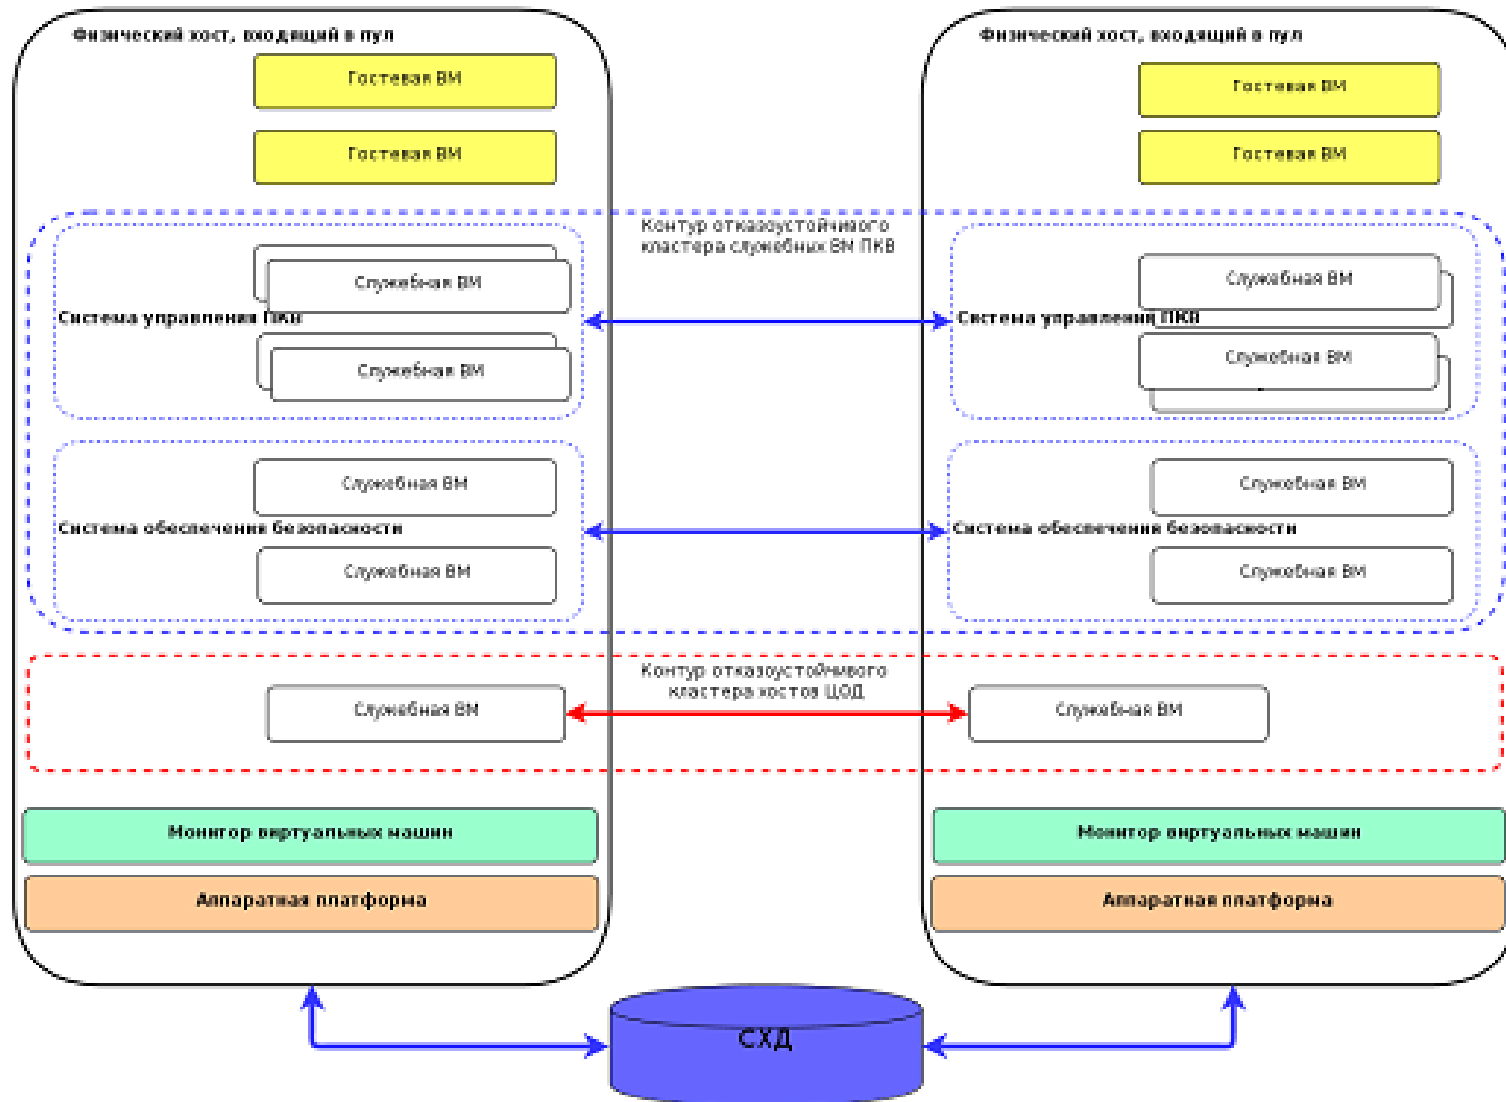 Физический хост, входящий в пул
Гостевая ВМ
Гостевая ВМ
Физический хост, входящий в пул
Гостевая ВМ
Гостевая ВМ
Контур отказоустойчивого
кластера служебных ВМ ПКВ
Служебная ВМ
Система управления ПКВ
Служебная ВМ
Служебная ВМ
Система управления ПКВ
Служебная ВМ
Служебная ВМ
Система обеспечения безопасности
Служебная ВМ
Служебная ВМ
Система обеспечения безопасности
Служебная ВМ
Контур отказоустойчивого
кластера хостов ЦОД
Служебная ВМ
Служебная ВМ
Монитор виртуальных машин
Аппаратная платформа
Монитор виртуальных машин
Аппаратная платформа
СХД